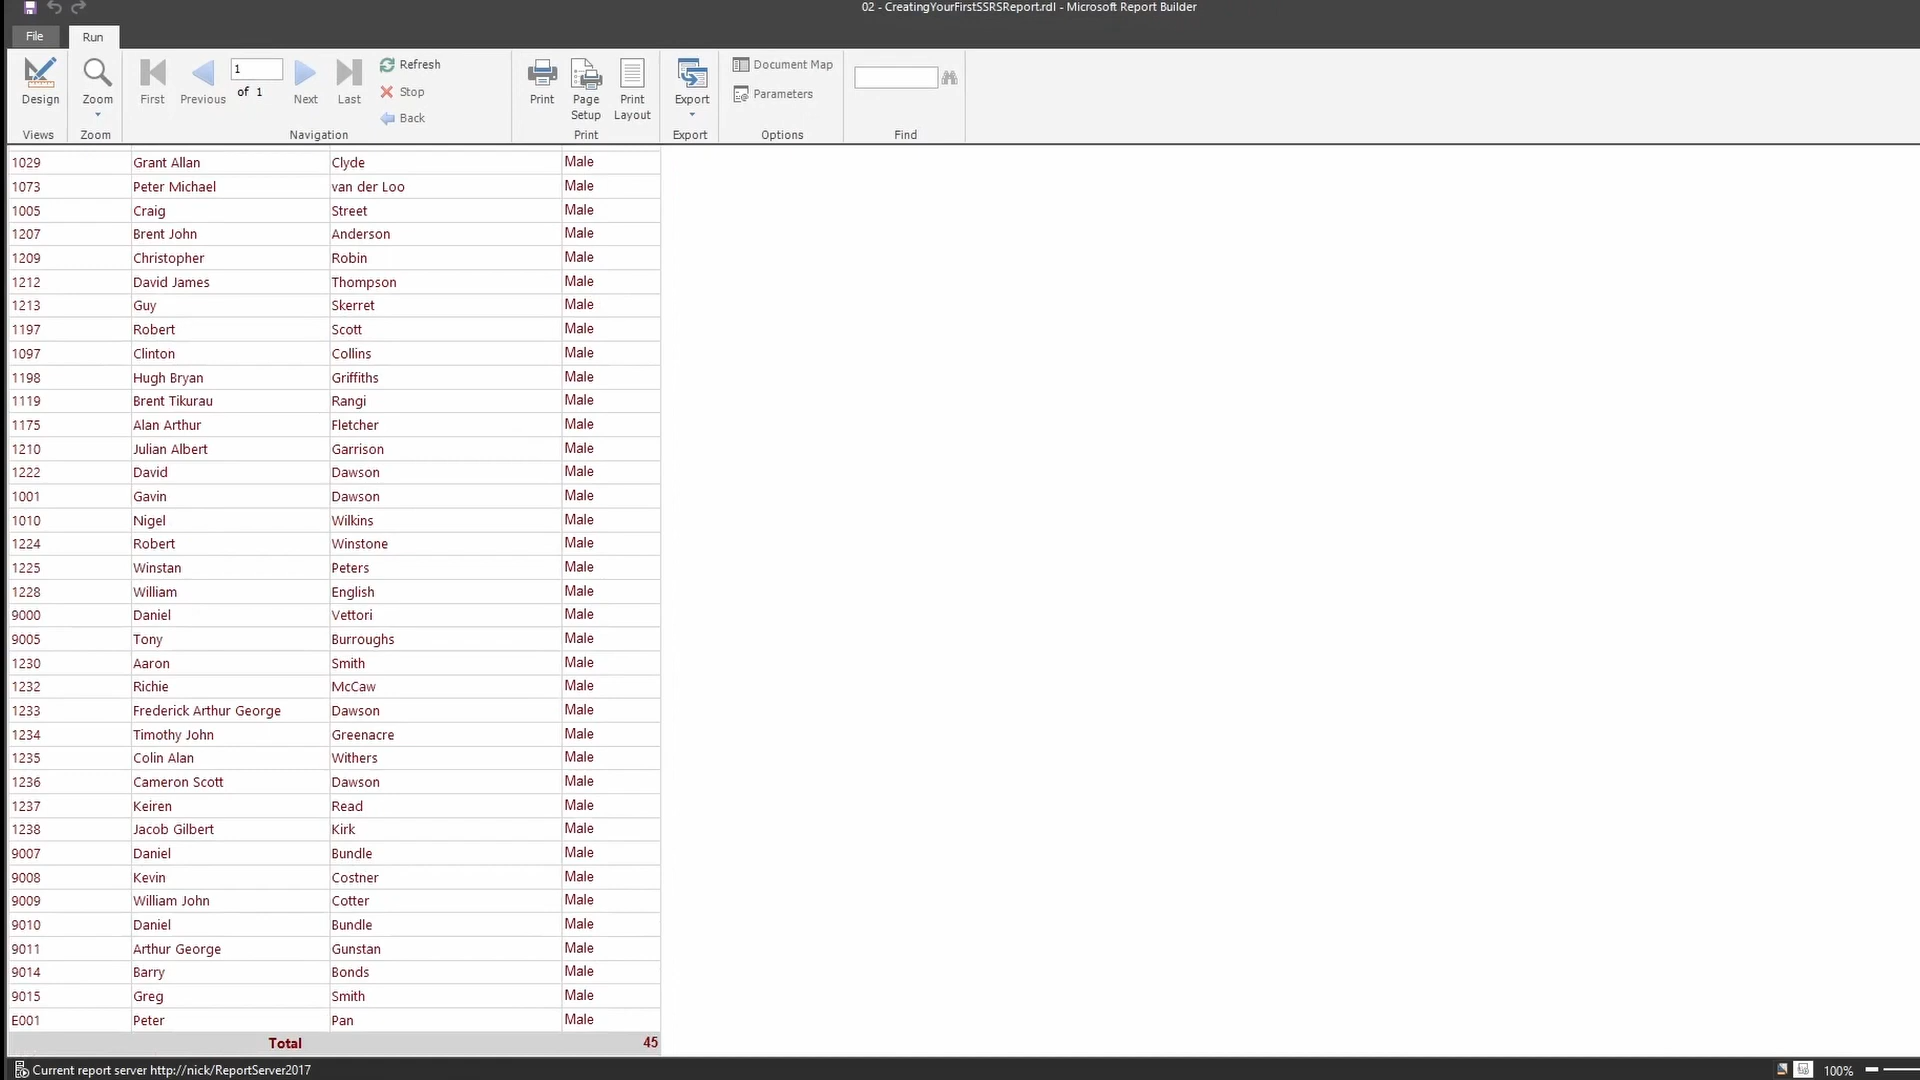 02 - CreatingYourFirstSSRSReport.rdl - Microsoft Report Builder
File Run
Design Zoom First Previous 1 of 1 Next Last Refresh Stop Back Print Page Setup Print Layout Export Document Map Parameters
Views Zoom Navigation Print Export Options Find
1029 Grant Allan Clyde Male
1073 Peter Michael van der Loo Male
1005 Craig Street Male
1207 Brent John Anderson Male
1209 Christopher Robin Male
1212 David James Thompson Male
1213 Guy Skerret Male
1197 Robert Scott Male
1097 Clinton Collins Male
1198 Hugh Bryan Griffiths Male
1119 Brent Tikurau Rangi Male
1175 Alan Arthur Fletcher Male
1210 Julian Albert Garrison Male
1222 David Dawson Male
1001 Gavin Dawson Male
1010 Nigel Wilkins Male
1224 Robert Winstone Male
1225 Winstan Peters Male
1228 William English Male
9000 Daniel Vettori Male
9005 Tony Burroughs Male
1230 Aaron Smith Male
1232 Richie McCaw Male
1233 Frederick Arthur George Dawson Male
1234 Timothy John Greenacre Male
1235 Colin Alan Withers Male
1236 Cameron Scott Dawson Male
1237 Keiren Read Male
1238 Jacob Gilbert Kirk Male
9007 Daniel Bundle Male
9008 Kevin Costner Male
9009 William John Cotter Male
9010 Daniel Bundle Male
9011 Arthur George Gunstan Male
9014 Barry Bonds Male
9015 Greg Smith Male
E001 Peter Pan Male
Total 45
Current report server http://nick/ReportServer2017 100%